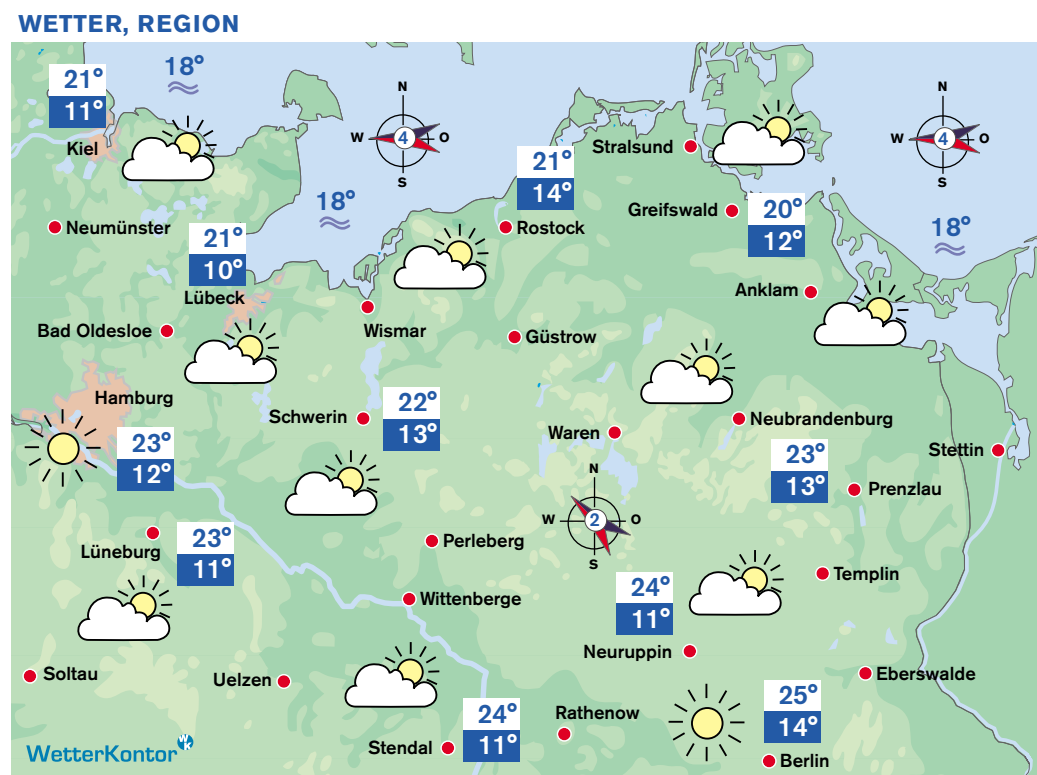 WETTER, REGION
21°
11°
Kiel
18°
N
W
4
O
S
N
W
4
O
S
Stralsund
21°
14°
Rostock
18°
Greifswald
20°
12°
18°
Neumünster
21°
10°
Lübeck
Anklam
Bad Oldesloe
Wismar
Güstrow
Hamburg
23°
12°
Schwerin
22°
13°
Waren
Neubrandenburg
23°
13°
Stettin
Prenzlau
N
W
2
O
S
Lüneburg
23°
11°
Perleberg
Templin
Wittenberge
24°
11°
Neuruppin
Soltau
Uelzen
Eberswalde
Rathenow
25°
14°
Berlin
24°
11°
Stendal
WetterKontor
WK